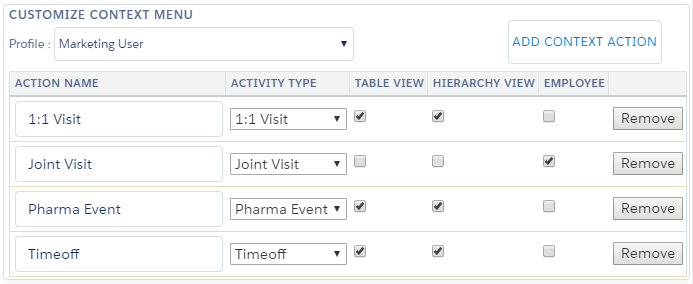 CUSTOMIZE CONTEXT MENU
Profile : Marketing User
ADD CONTEXT ACTION
ACTION NAME ACTIVITY TYPE TABLE VIEW HIERARCHY VIEW EMPLOYEE
1:1 Visit 1:1 Visit Remove
Joint Visit Joint Visit Remove
Pharma Event Pharma Event Remove
Timeoff Timeoff Remove